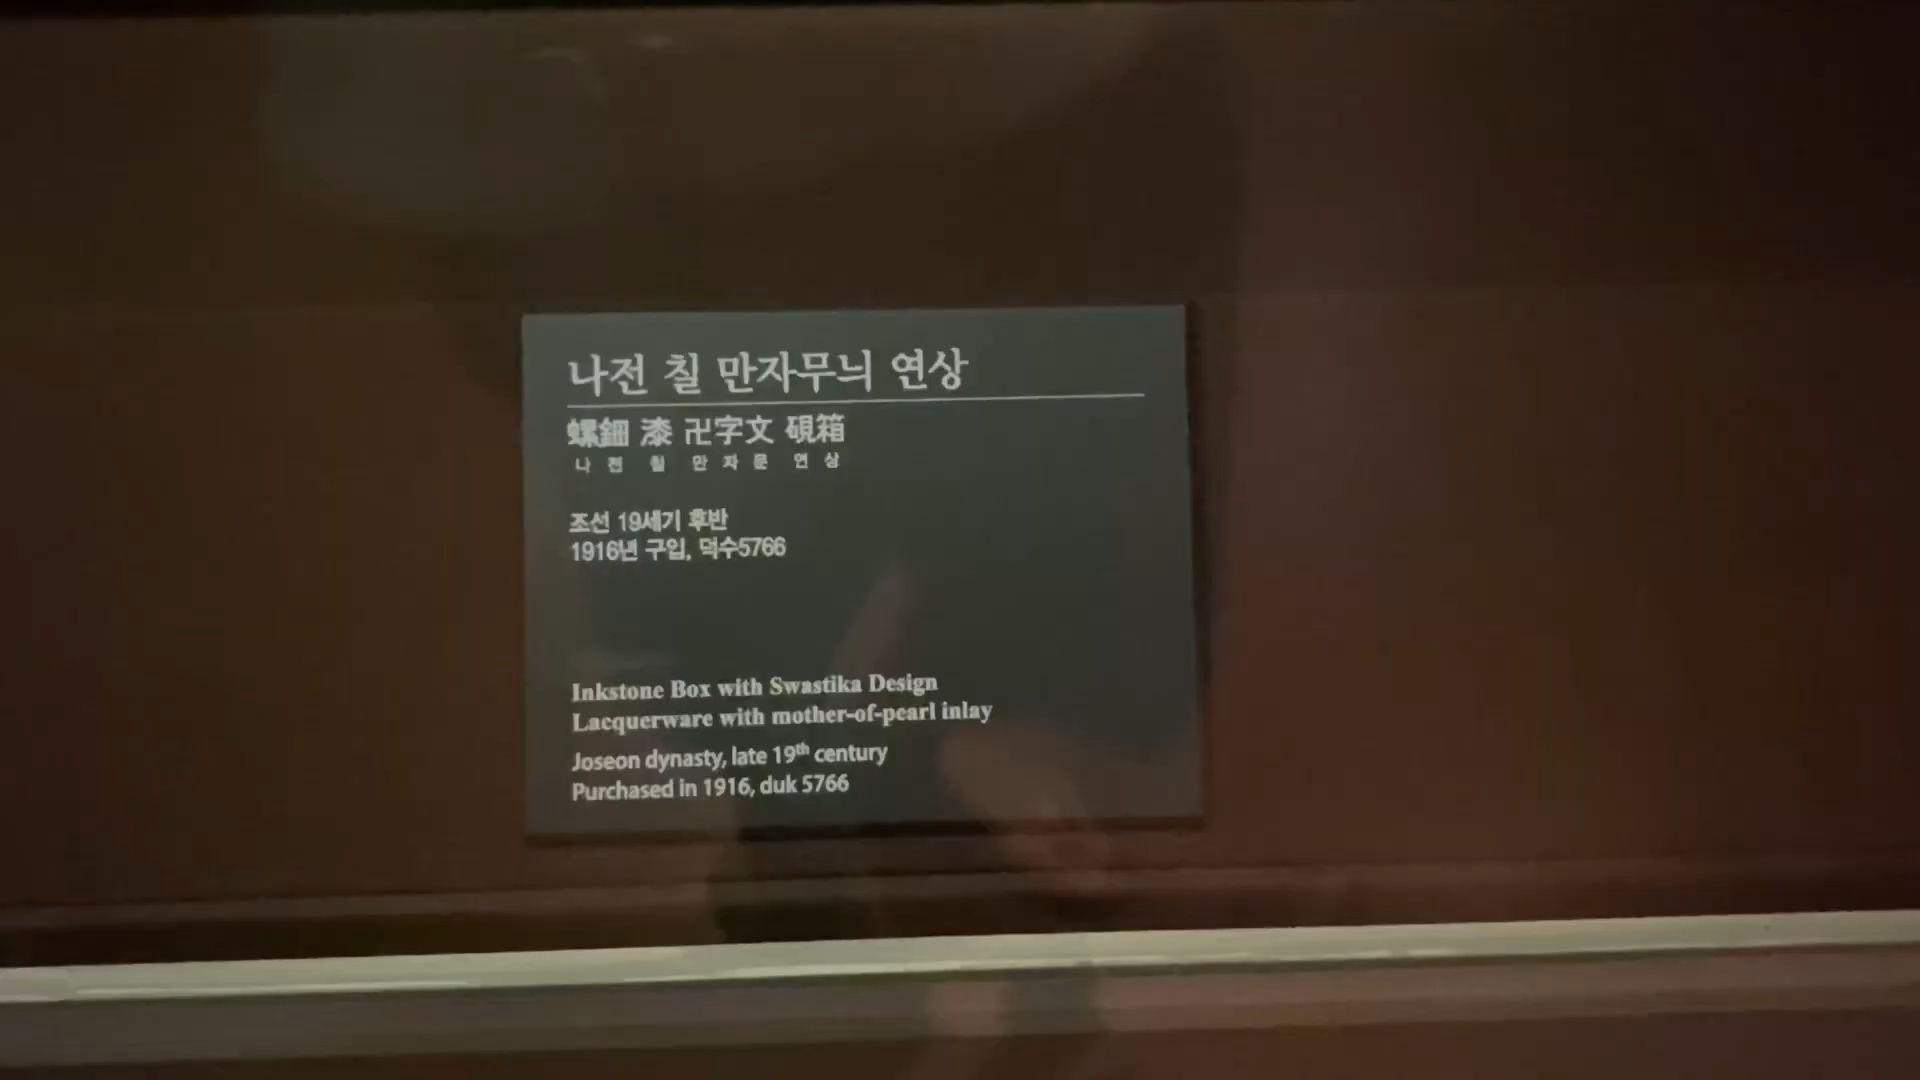 나전 칠 만자무늬 연상
螺鈿 漆 卍字文 硯箱
나 전 칠 만 자 문 연 상
조선 19세기 후반
1916년 구입, 덕수5766
Inkstone Box with Swastika Design
Lacquerware with mother-of-pearl inlay
Joseon dynasty, late 19th century
Purchased in 1916, duk 5766